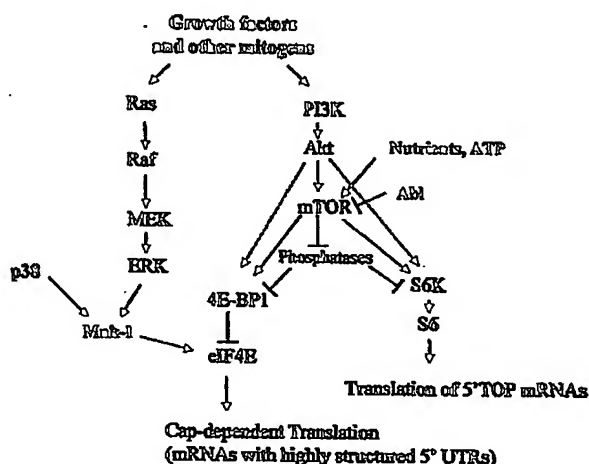 Growth factors
and other mitogens
Ras
PI3K
Raf
Akt
Nutrients, ATP
MEK
mTOR
Abl
ERK
Phosphatases
p38
4E-BP1
S6K
Mnk-1
eIF4E
S6
Translation of 5'TOP mRNAs
Cap-dependent Translation
(mRNAs with highly structured 5' UTRs)